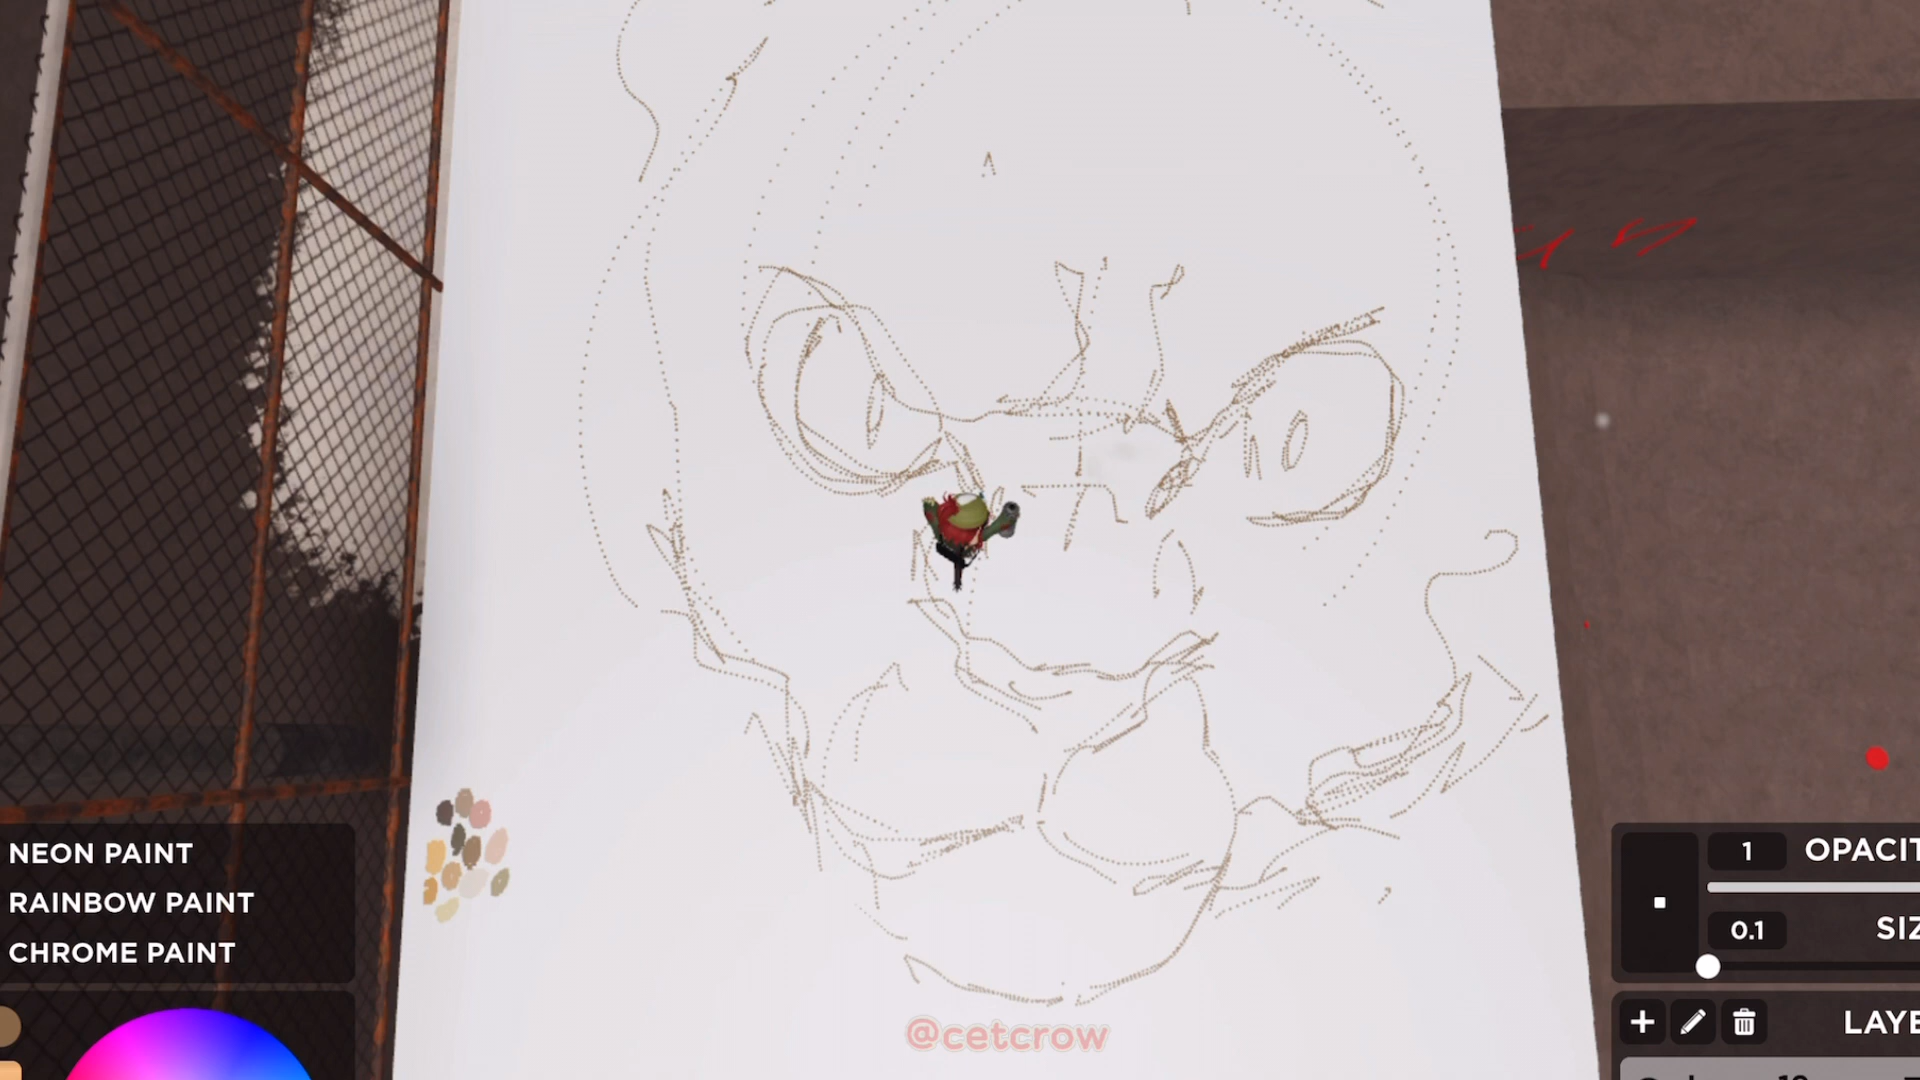 NEON PAINT
RAINBOW PAINT
CHROME PAINT
1
OPACIT
0.1
SIZ
LAYE
@cetcrow